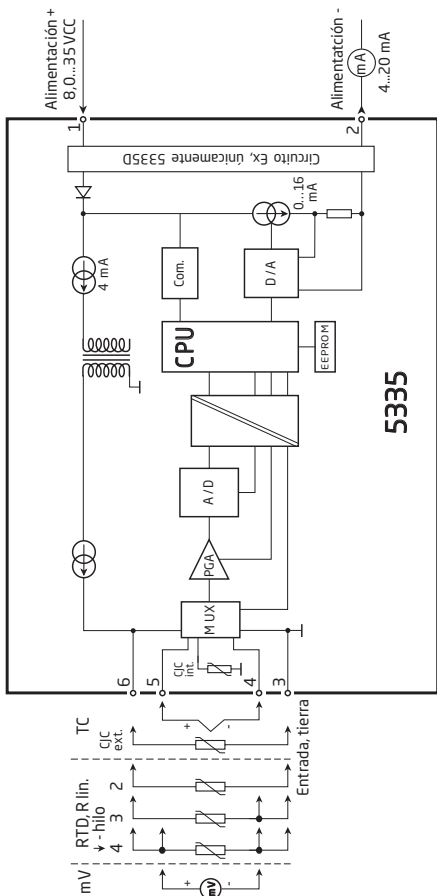 Alimentación +
8,0...35 VCC
Alimentatción -
mA
4...20 mA
1
2
Circuito Ex, únicamente 5335D
0...16
mA
4 mA
Com.
D/A
CPU
EEPROM
A/D
PGA
MUX
CJC
int.
5335
6
5
4
3
TC
CJC
ext.
+
-
Entrada, tierra
RTD, R lin.
↓ - hilo
2
3
4
mV
+
-
mV